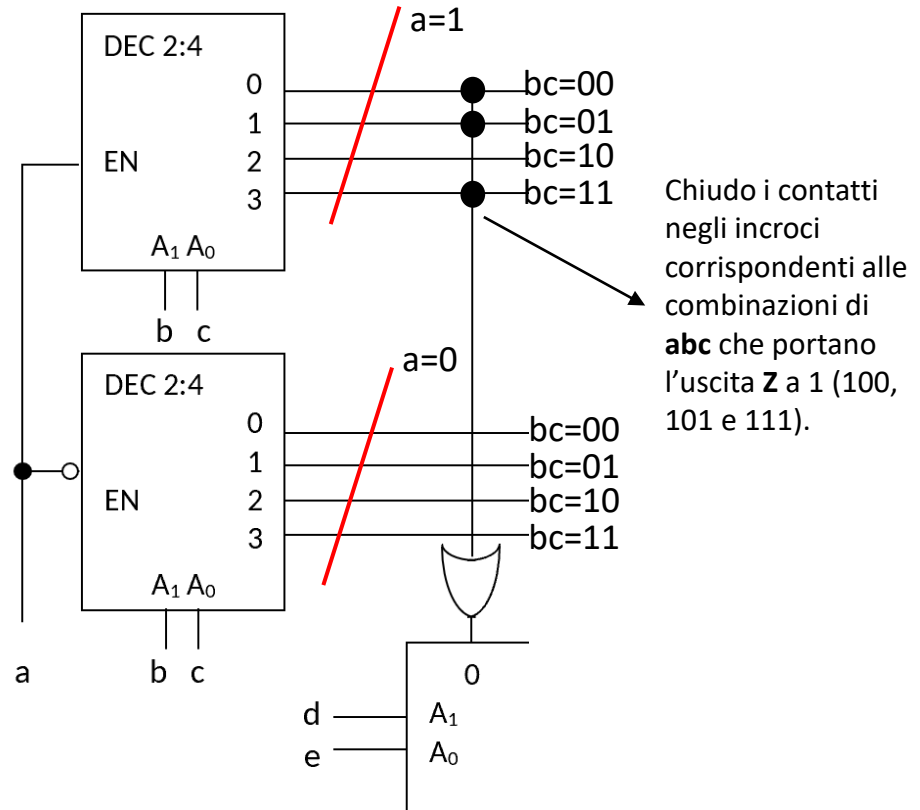 a=1
DEC 2:4
0
bc=00
1
bc=01
EN
2
bc=10
3
bc=11
A₁ A₀
b c
Chiudo i contatti
negli incroci
corrispondenti alle
combinazioni di
abc che portano
l'uscita Z a 1 (100,
101 e 111).
a=0
DEC 2:4
0
bc=00
1
bc=01
EN
2
bc=10
3
bc=11
A₁ A₀
a
b c
0
d
A₁
e
A₀